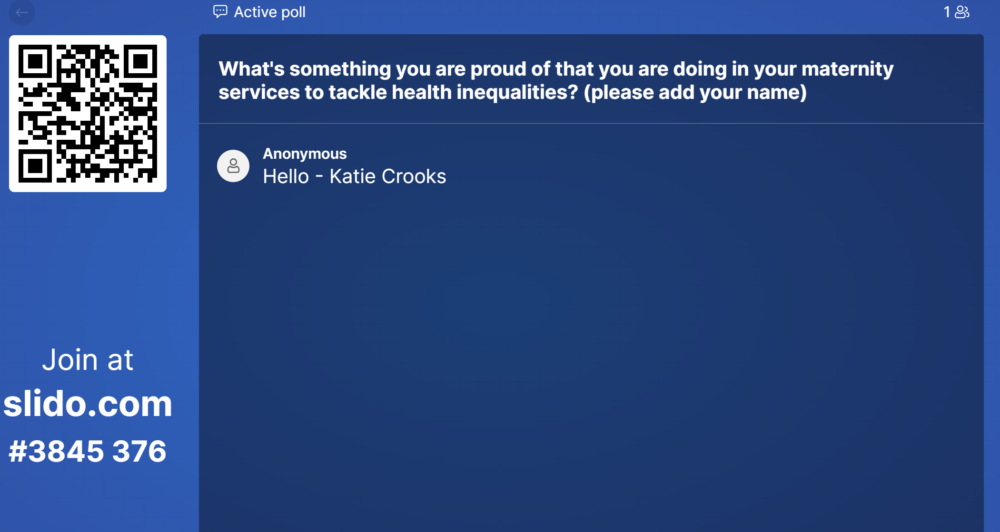 Active poll
1
What's something you are proud of that you are doing in your maternity
services to tackle health inequalities? (please add your name)
Anonymous
Hello - Katie Crooks
Join at
slido.com
#3845 376